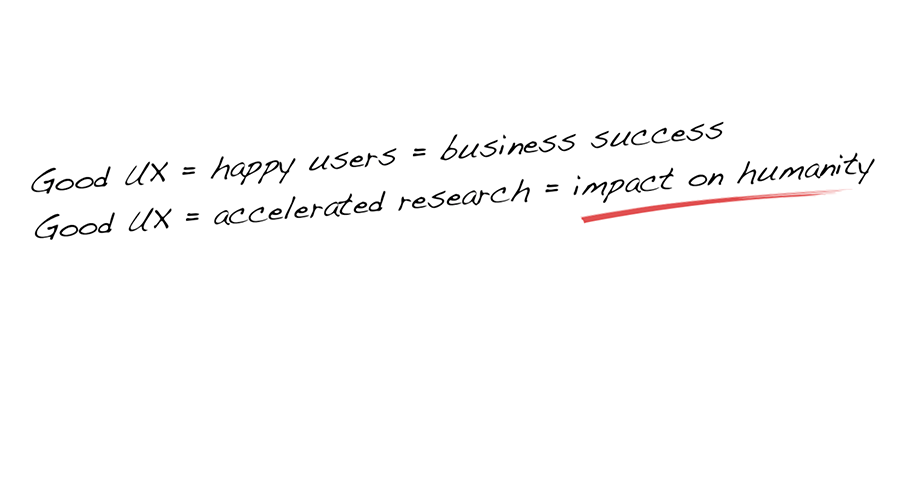 Good UX = happy users = business success
Good UX = accelerated research = impact on humanity